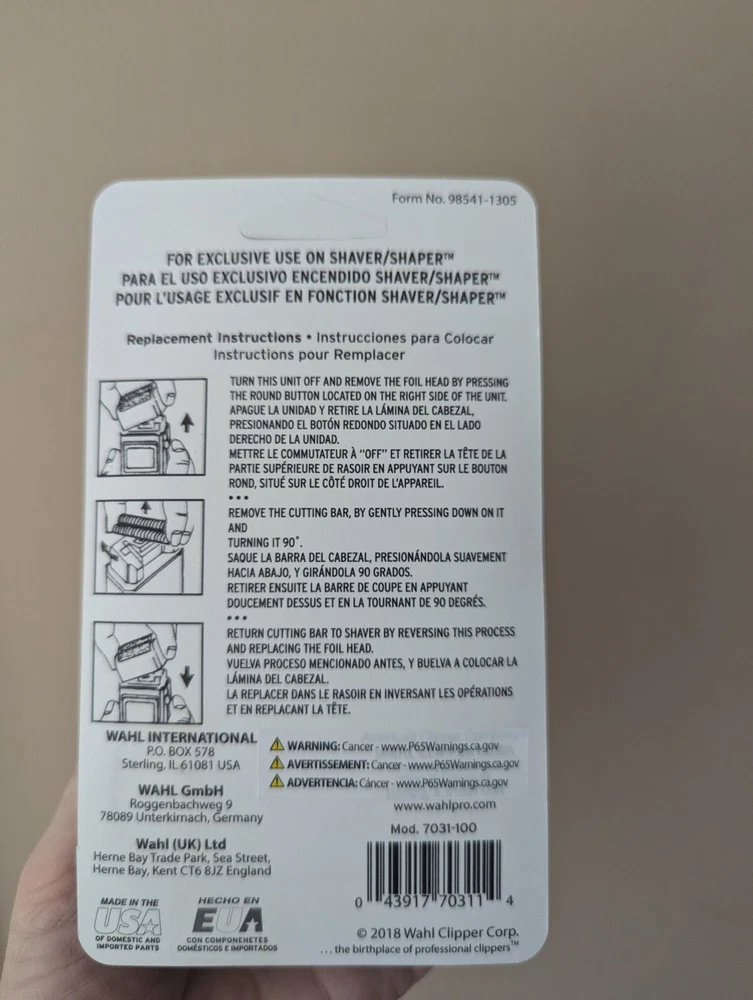 Form No. 98541-1305
FOR EXCLUSIVE USE ON SHAVER/SHAPER™
PARA EL USO EXCLUSIVO ENCENDIDO SHAVER/SHAPER™
POUR L'USAGE EXCLUSIF EN FONCTION SHAVER/SHAPER™
Replacement Instructions • Instrucciones para Colocar
Instructions pour Remplacer
TURN THIS UNIT OFF AND REMOVE THE FOIL HEAD BY PRESSING
THE ROUND BUTTON LOCATED ON THE RIGHT SIDE OF THE UNIT.
APAGUE LA UNIDAD Y RETIRE LA LÁMINA DEL CABEZAL,
PRESIONANDO EL BOTÓN REDONDO SITUADO EN EL LADO
DERECHO DE LA UNIDAD.
METTRE LE COMMUTATEUR À "OFF" ET RETIRER LA TÊTE DE LA
PARTIE SUPÉRIEURE DE RASOIR EN APPUYANT SUR LE BOUTON
ROND, SITUÉ SUR LE CÔTÉ DROIT DE L'APPAREIL.
•••
REMOVE THE CUTTING BAR, BY GENTLY PRESSING DOWN ON IT
AND
TURNING IT 90˚.
SAQUE LA BARRA DEL CABEZAL, PRESIONÁNDOLA SUAVEMENT
HACIA ABAJO, Y GIRÁNDOLA 90 GRADOS.
RETIRER ENSUITE LA BARRE DE COUPE EN APPUYANT
DOUCEMENT DESSUS ET EN LA TOURNANT DE 90 DEGRÉS.
•••
RETURN CUTTING BAR TO SHAVER BY REVERSING THIS PROCESS
AND REPLACING THE FOIL HEAD.
VUELVA PROCESO MENCIONADO ANTES, Y BUELVA A COLOCAR LA
LÁMINA DEL CABEZAL.
LA REPLACER DANS LE RASOIR EN INVERSANT LES OPÉRATIONS
ET EN REPLACANT LA TÊTE.
WAHL INTERNATIONAL
P.O. BOX 578
Sterling, IL 61081 USA
WAHL GmbH
Roggenbachweg 9
78089 Unterkirnach, Germany
Wahl (UK) Ltd
Herne Bay Trade Park, Sea Street,
Herne Bay, Kent CT6 8JZ England
MADE IN THE
USA
OF DOMESTIC AND
IMPORTED PARTS
HECHO EN
EUA
CON COMPONENETES
DOMÉSTICOS E IMPORTADOS
WARNING: Cancer - www.P65Warnings.ca.gov
AVERTISSEMENT: Cancer - www.P65Warnings.ca.gov
ADVERTENCIA: Cáncer - www.P65Warnings.ca.gov
www.wahlpro.com
Mod. 7031-100
0 43917 70311 4
© 2018 Wahl Clipper Corp.
... the birthplace of professional clippers™